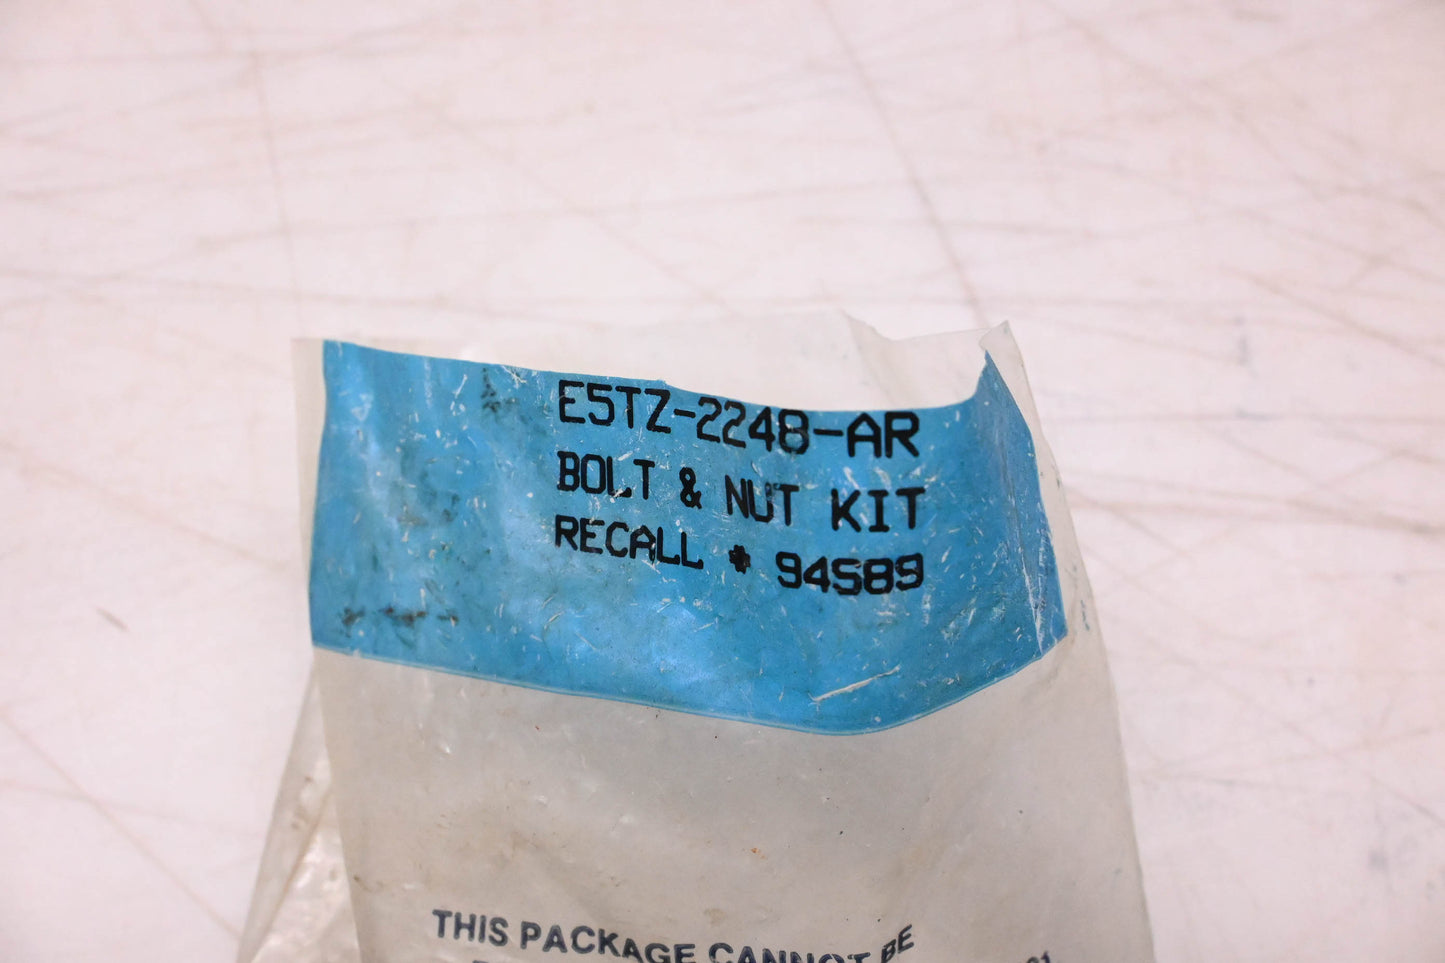 E5TZ-2248-AR
BOLT & NUT KIT
RECALL # 94S89
THIS PACKAGE CANNOT BE